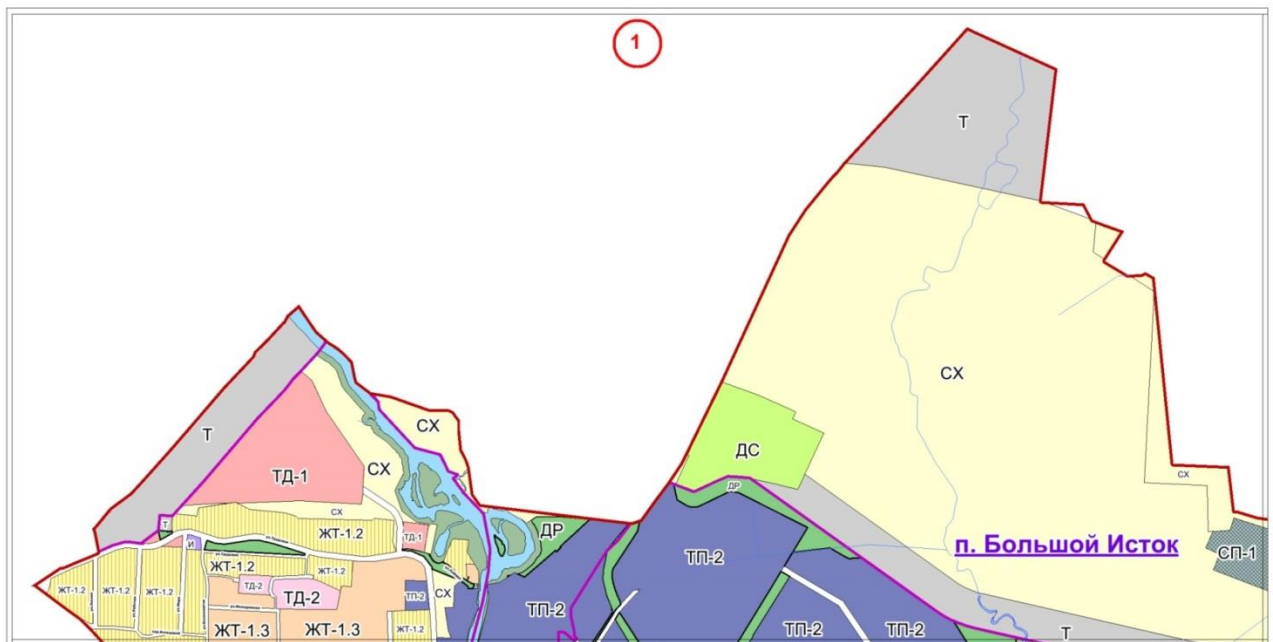 1
Т
СХ
СХ
Т
ДС
ТД-1
СХ
СХ
ДР
СХ
Т
ЖТ-1.2
ТД-1
ДР
И
п. Большой Исток
СП-1
ТП-2
ЖТ-1.2
ЖТ-1.2
ЖТ-1.2
ЖТ-1.2
ЖТ-1.2
ТД-2
ТД-2
ТП-2
СХ
ТП-2
ЖТ-1.3
ЖТ-1.3
ЖТ-1.2
ТП-2
ТП-2
Т